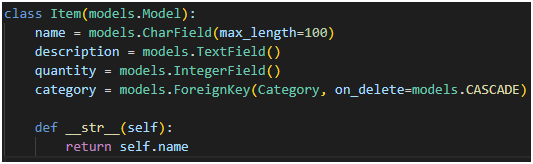 class Item(models.Model):
    name = models.CharField(max_length=100)
    description = models.TextField()
    quantity = models.IntegerField()
    category = models.ForeignKey(Category, on_delete=models.CASCADE)

    def __str__(self):
        return self.name